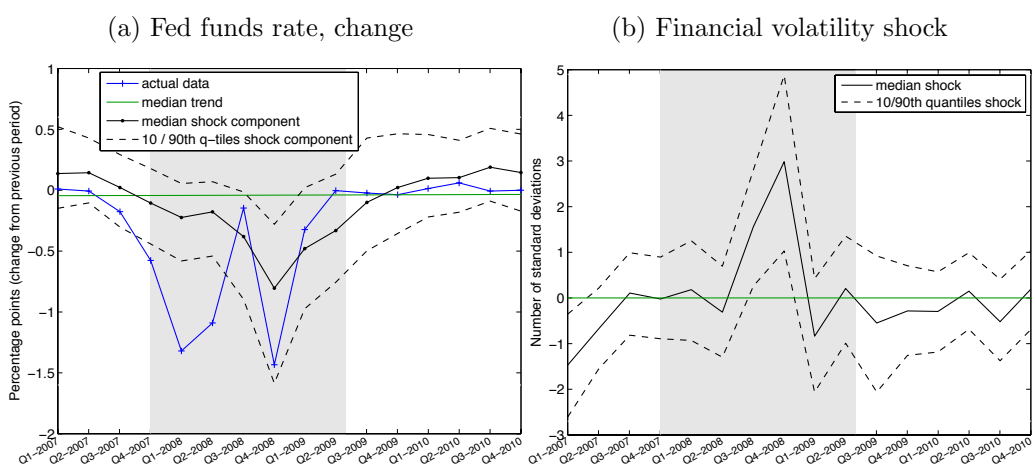 (a) Fed funds rate, change
Percentage points (change from previous period)
1
0.5
0
−0.5
−1
−1.5
−2
actual data
median trend
median shock component
10 / 90th q−tiles shock component
Q1−2007
Q2−2007
Q3−2007
Q4−2007
Q1−2008
Q2−2008
Q3−2008
Q4−2008
Q1−2009
Q2−2009
Q3−2009
Q4−2009
Q1−2010
Q2−2010
Q3−2010
Q4−2010
(b) Financial volatility shock
Number of standard deviations
5
4
3
2
1
0
−1
−2
−3
median shock
10/90th quantiles shock
Q1−2007
Q2−2007
Q3−2007
Q4−2007
Q1−2008
Q2−2008
Q3−2008
Q4−2008
Q1−2009
Q2−2009
Q3−2009
Q4−2009
Q1−2010
Q2−2010
Q3−2010
Q4−2010